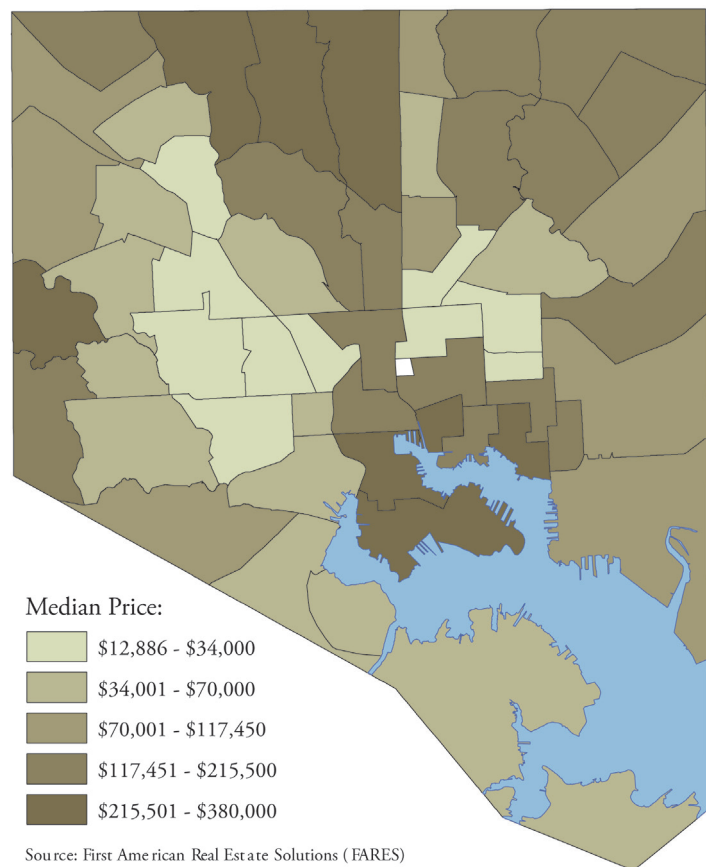 Median Price:
$12,886 - $34,000
$34,001 - $70,000
$70,001 - $117,450
$117,451 - $215,500
$215,501 - $380,000
Source: First American Real Estate Solutions (FARES)